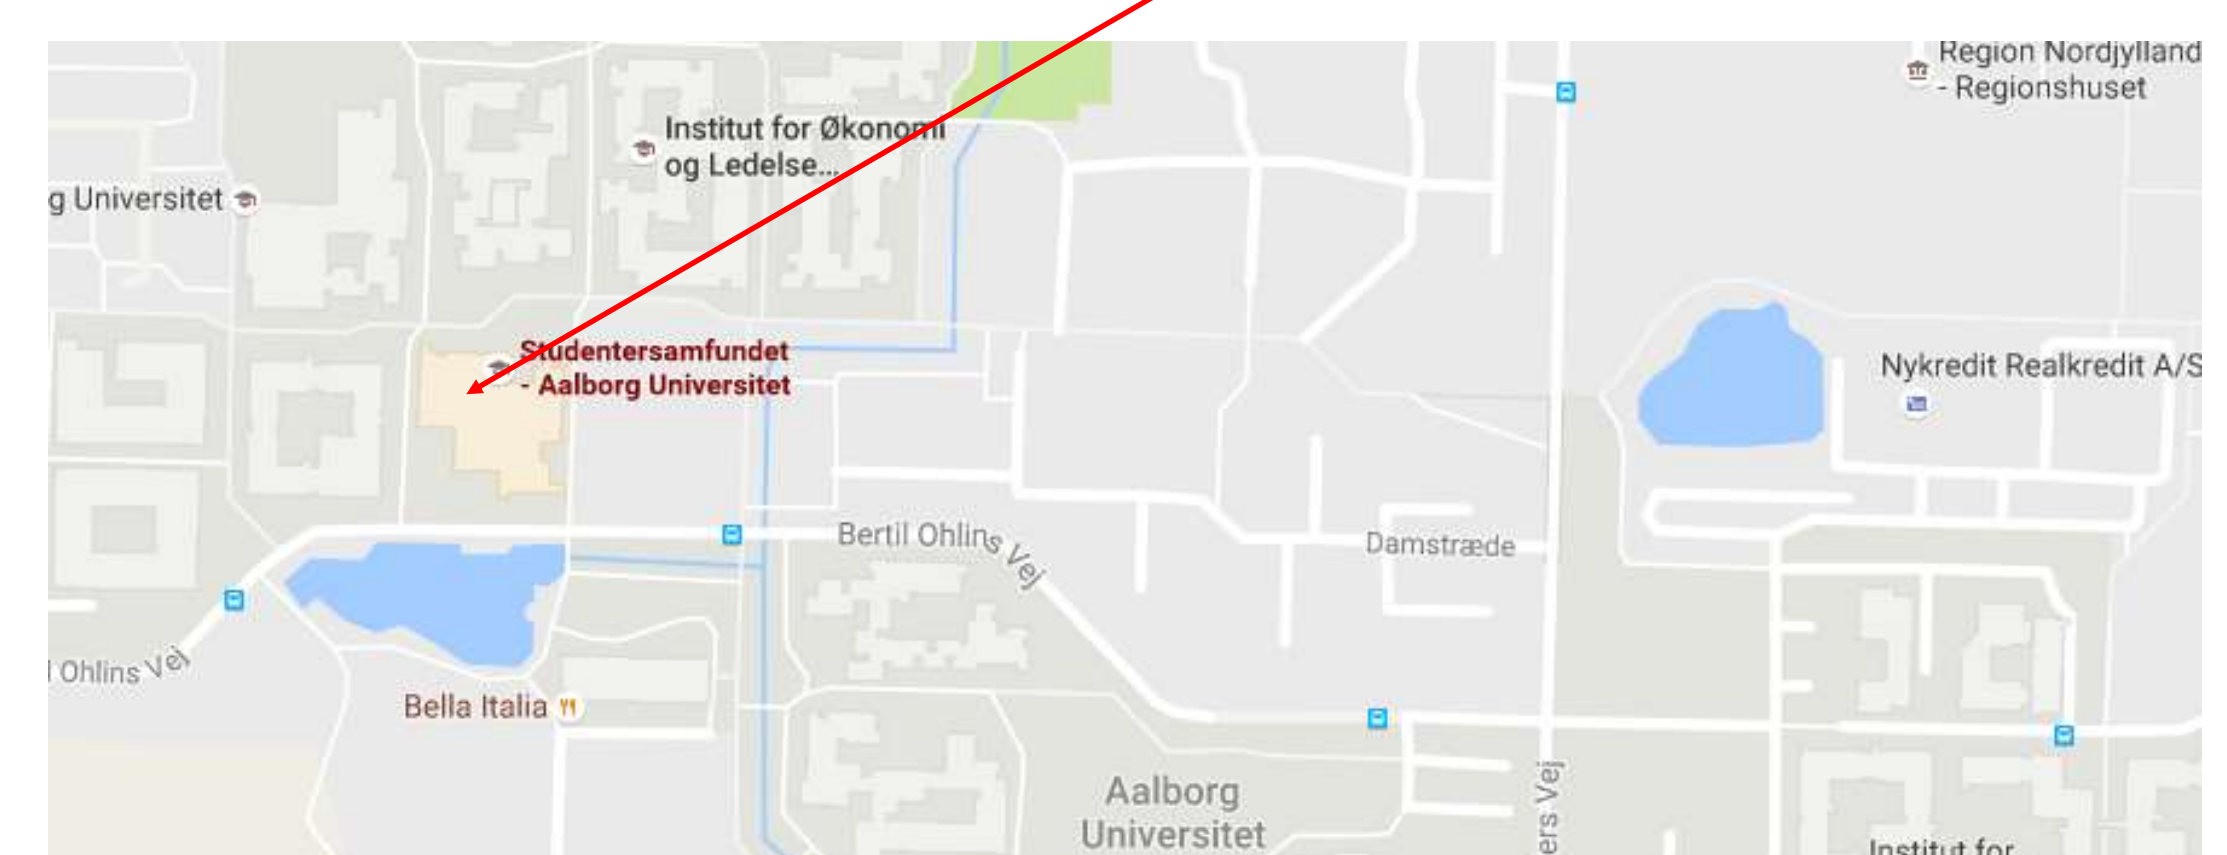 Region Nordjylland
- Regionshuset
Institut for Økonomi
og Ledelse...
g Universitet
Studentersamfundet
- Aalborg Universitet
Nykredit Realkredit A/S
Bertil Ohlins Vej
Damstræde
Ohlins Vej
Bella Italia
Aalborg
Universitet
ers Vej
Institut for